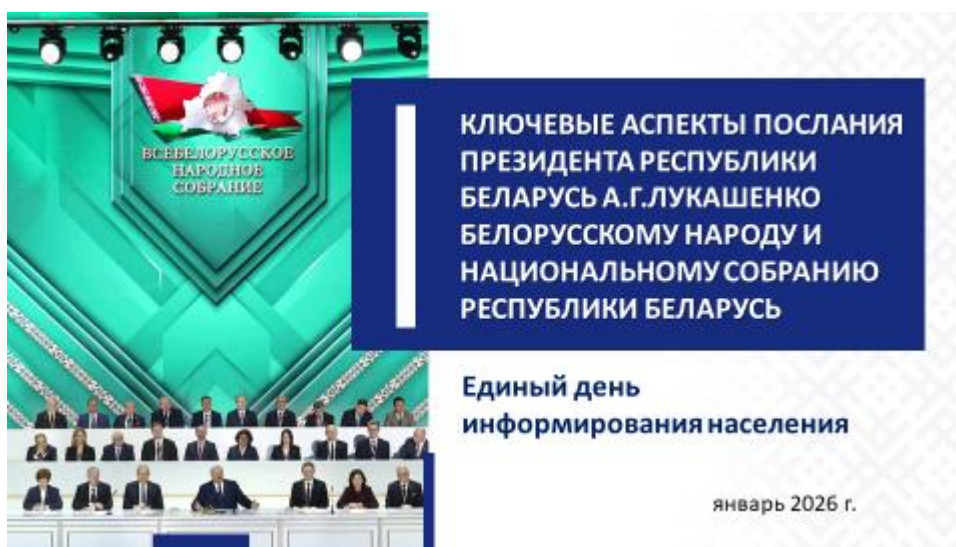 ВСЕБЕЛОРУССКОЕ
НАРОДНОЕ
СОБРАНИЕ
КЛЮЧЕВЫЕ АСПЕКТЫ ПОСЛАНИЯ
ПРЕЗИДЕНТА РЕСПУБЛИКИ
БЕЛАРУСЬ А.Г.ЛУКАШЕНКО
БЕЛОРУССКОМУ НАРОДУ И
НАЦИОНАЛЬНОМУ СОБРАНИЮ
РЕСПУБЛИКИ БЕЛАРУСЬ
Единый день
информирования населения
январь 2026 г.